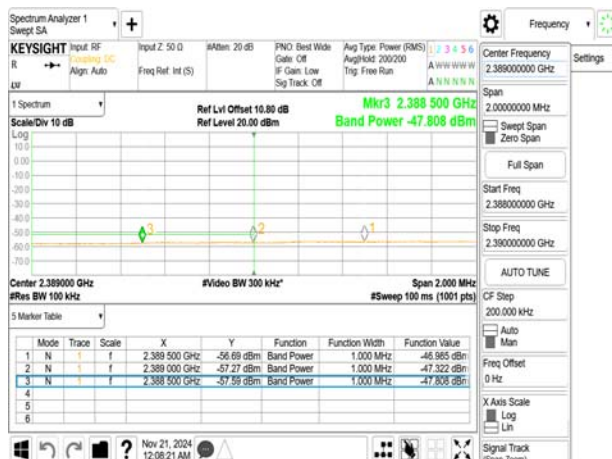 Spectrum Analyzer 1
Swept SA
Frequency
Settings
KEYSIGHT Input: RF
R
Coupling: DC
Align: Auto
Input Z: 50 Ω
Freq Ref: Int (S)
#Atten: 20 dB
PNO: Best Wide
Gate: Off
IF Gain: Low
Sig Track: Off
Avg Type: Power (RMS)
Avg|Hold: 200/200
Trig: Free Run
1 2 3 4 5 6
A W W W W W
A N N N N N
1 Spectrum
Scale/Div 10 dB
Log
Ref Lvl Offset 10.80 dB
Ref Level 20.00 dBm
Mkr3 2.388 500 GHz
Band Power -47.808 dBm
10.0
0.00
-10.0
-20.0
-30.0
-40.0
-50.0
-60.0
-70.0
3
2
1
Center 2.389000 GHz
#Res BW 100 kHz
#Video BW 300 kHz*
Span 2.000 MHz
#Sweep 100 ms (1001 pts)
5 Marker Table
Mode Trace Scale X Y Function Function Width Function Value
1 N 1 f 2.389 500 GHz -56.69 dBm Band Power 1.000 MHz -46.985 dBm
2 N 1 f 2.389 000 GHz -57.27 dBm Band Power 1.000 MHz -47.322 dBm
3 N 1 f 2.388 500 GHz -57.59 dBm Band Power 1.000 MHz -47.808 dBm
4
5
6
Nov 21, 2024
12:08:21 AM
Center Frequency
2.389000000 GHz
Span
2.00000000 MHz
Swept Span
Zero Span
Full Span
Start Freq
2.388000000 GHz
Stop Freq
2.390000000 GHz
AUTO TUNE
CF Step
200.000 kHz
Auto
Man
Freq Offset
0 Hz
X Axis Scale
Log
Lin
Signal Track